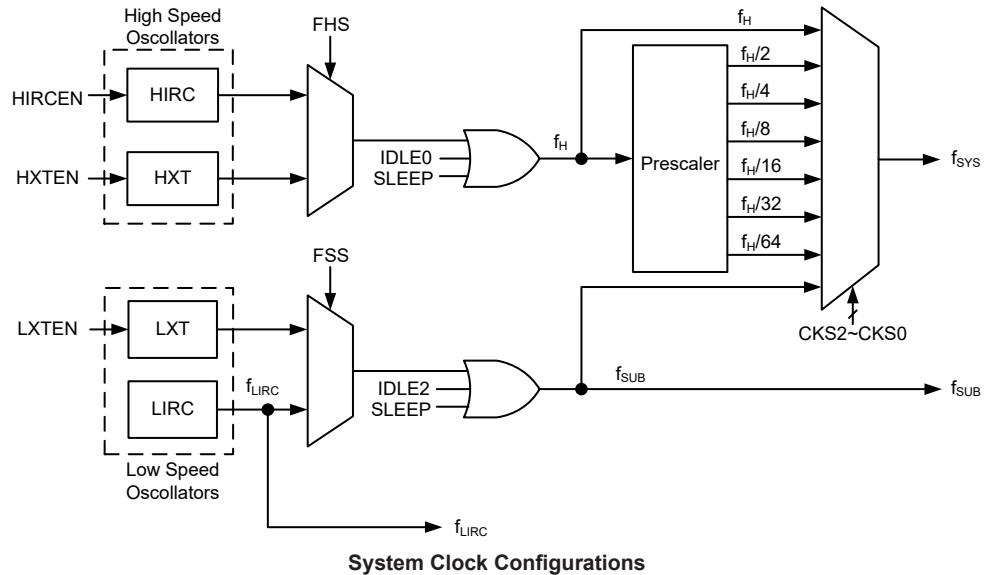 High Speed
Oscollators
FHS
HIRCEN
HIRC
HXTEN
HXT
IDLE0
SLEEP
fH
fH
Prescaler
fH/2
fH/4
fH/8
fH/16
fH/32
fH/64
fSYS
CKS2~CKS0
FSS
LXTEN
LXT
LIRC
fLIRC
IDLE2
SLEEP
fSUB
fSUB
Low Speed
Oscollators
fLIRC
System Clock Configurations